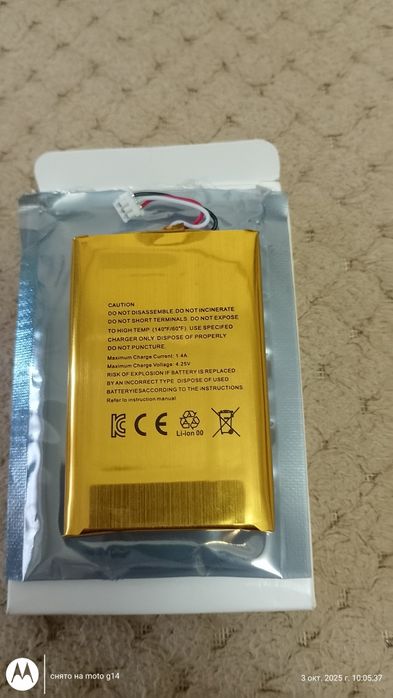 CAUTION
DO NOT DISASSEMBLE. DO NOT INCINERATE
DO NOT SHORT TERMINALS. DO NOT EXPOSE
TO HIGH TEMP. (140°F/60°F). USE SPECIFED
CHARGER ONLY. DISPOSE OF PROPERLY
DO NOT PUNCTURE.
Maximum Charge Current: 1.4A
Maximum Charge Voltage: 4.25V
RISK OF EXPLOSION IF BATTERY IS REPLACED
BY AN INCORRECT TYPE. DISPOSE OF USED
BATTERYIESACCORDING TO THE INSTRUCTIONS
Refer to instruction manual
CE
Li-ion 00
снято на moto g14
3 окт. 2025 г. 10:05:37